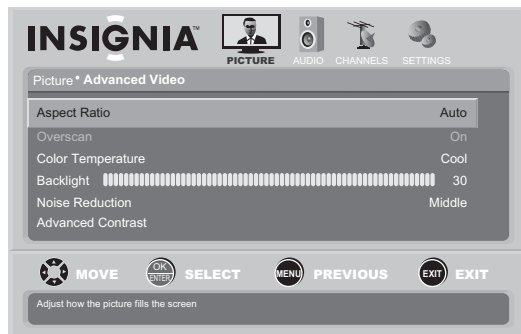 INSIGNIA™
PICTURE AUDIO CHANNELS SETTINGS
Picture • Advanced Video
Aspect Ratio Auto
Overscan On
Color Temperature Cool
Backlight 30
Noise Reduction Middle
Advanced Contrast
MOVE OK ENTER SELECT MENU PREVIOUS EXIT EXIT
Adjust how the picture fills the screen